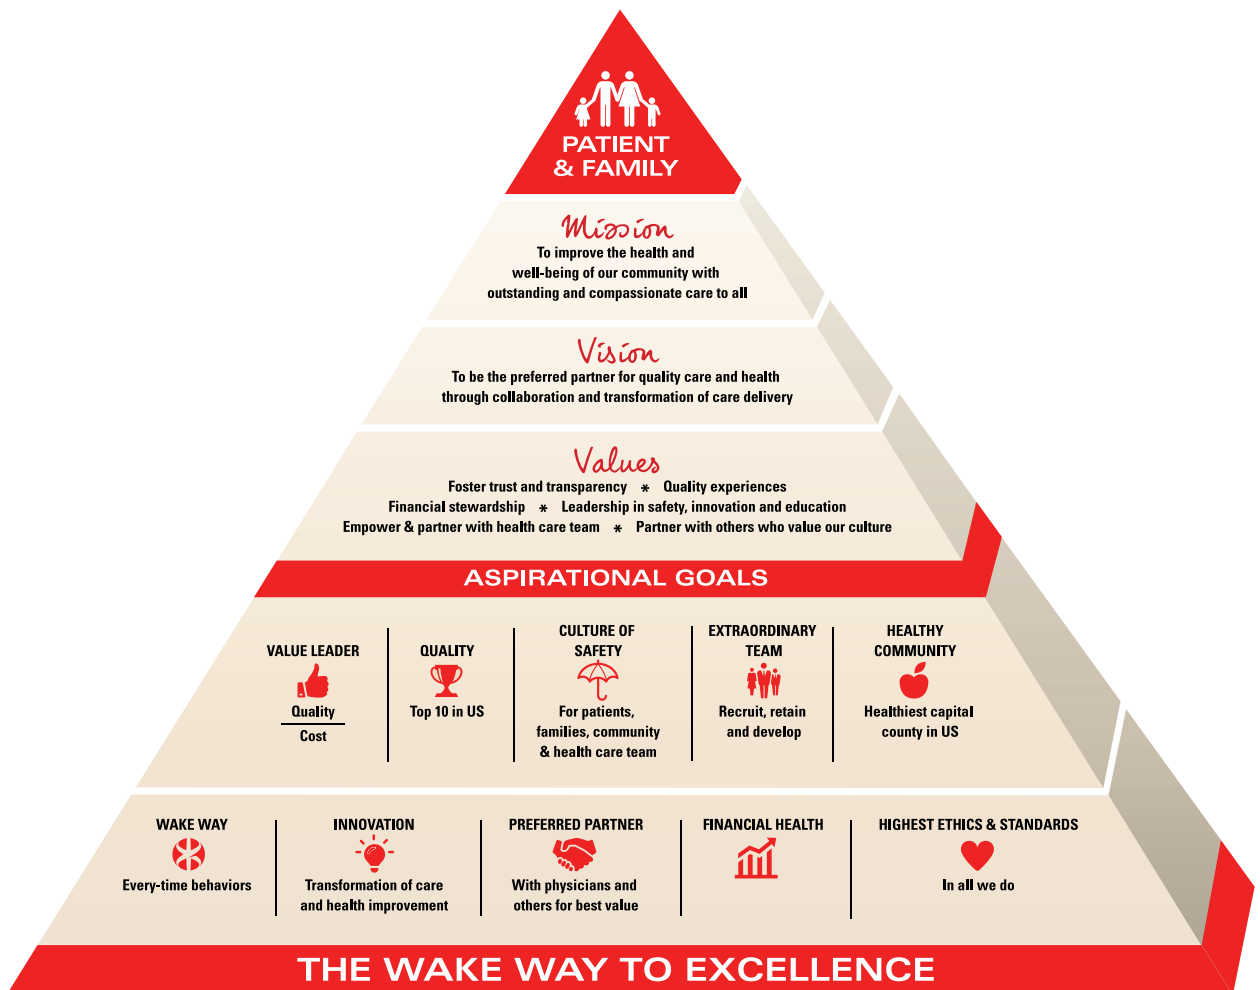 PATIENT
& FAMILY
Mission
To improve the health and
well-being of our community with
outstanding and compassionate care to all
Vision
To be the preferred partner for quality care and health
through collaboration and transformation of care delivery
Values
Foster trust and transparency * Quality experiences
Financial stewardship * Leadership in safety, innovation and education
Empower & partner with health care team * Partner with others who value our culture
ASPIRATIONAL GOALS
VALUE LEADER
Quality
Cost
QUALITY
Top 10 in US
CULTURE OF
SAFETY
For patients,
families, community
& health care team
EXTRAORDINARY
TEAM
Recruit, retain
and develop
HEALTHY
COMMUNITY
Healthiest capital
county in US
WAKE WAY
Every-time behaviors
INNOVATION
Transformation of care
and health improvement
PREFERRED PARTNER
With physicians and
others for best value
FINANCIAL HEALTH
HIGHEST ETHICS & STANDARDS
In all we do
THE WAKE WAY TO EXCELLENCE